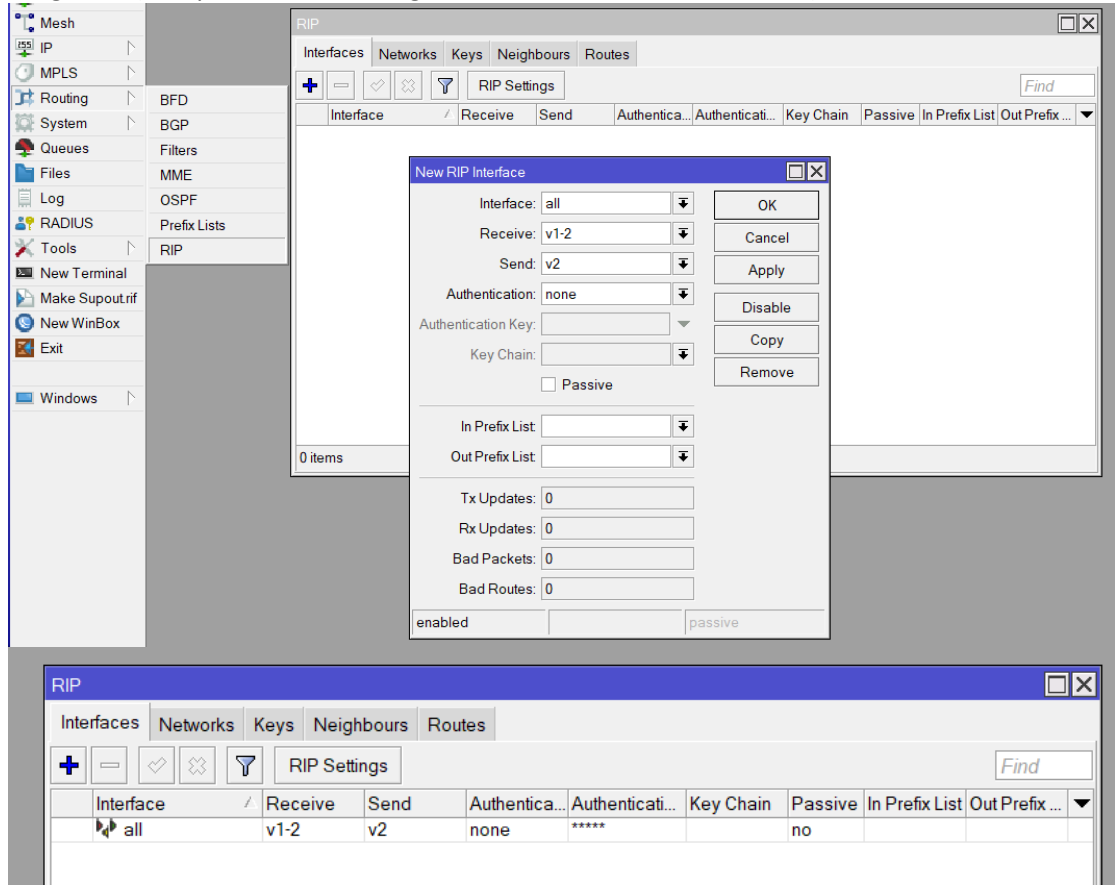 Mesh
255
IP
MPLS
Routing
System
Queues
Files
Log
RADIUS
Tools
New Terminal
Make Supout.rif
New WinBox
Exit
Windows
BFD
BGP
Filters
MME
OSPF
Prefix Lists
RIP
RIP
Interfaces Networks Keys Neighbours Routes
RIP Settings Find
Interface Receive Send Authentica... Authenticati... Key Chain Passive In Prefix List Out Prefix ...
0 items
New RIP Interface
Interface: all
Receive: v1-2
Send: v2
Authentication: none
Authentication Key:
Key Chain:
Passive
In Prefix List:
Out Prefix List:
Tx Updates: 0
Rx Updates: 0
Bad Packets: 0
Bad Routes: 0
enabled passive
OK
Cancel
Apply
Disable
Copy
Remove
RIP
Interfaces Networks Keys Neighbours Routes
RIP Settings Find
Interface Receive Send Authentica... Authenticati... Key Chain Passive In Prefix List Out Prefix ...
all v1-2 v2 none ***** no